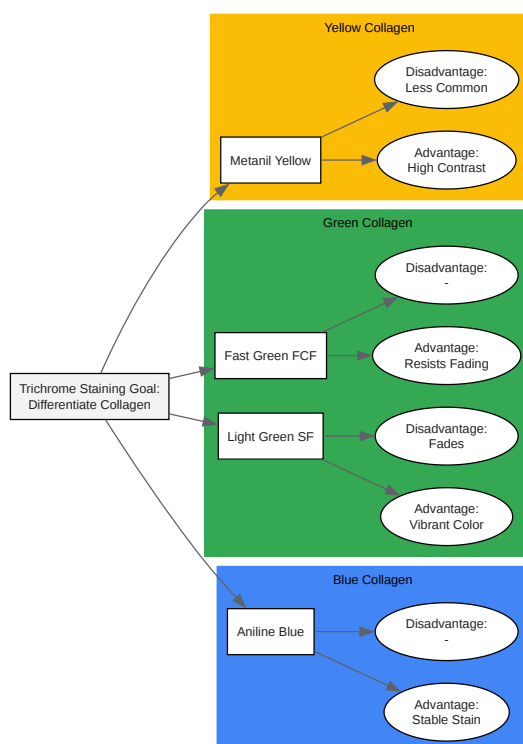 Yellow Collagen
Disadvantage:
Less Common
Metanil Yellow
Advantage:
High Contrast
Green Collagen
Disadvantage:
-
Fast Green FCF
Advantage:
Resists Fading
Trichrome Staining Goal:
Differentiate Collagen
Light Green SF
Disadvantage:
Fades
Advantage:
Vibrant Color
Blue Collagen
Aniline Blue
Disadvantage:
-
Advantage:
Stable Stain